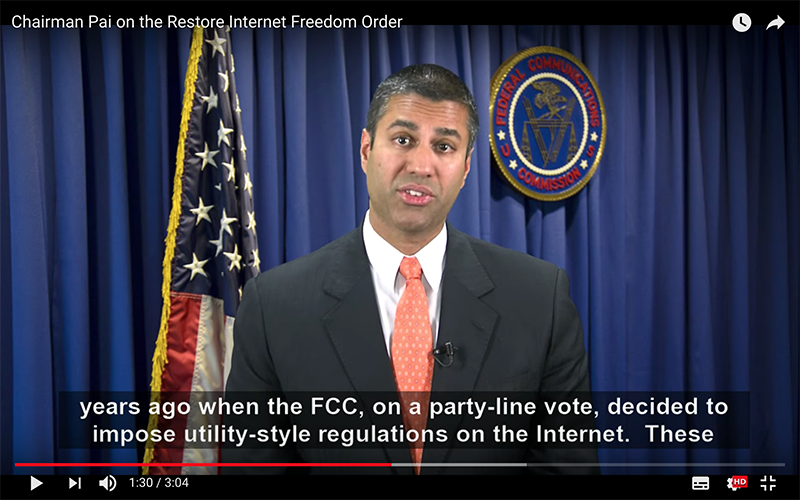 Chairman Pai on the Restore Internet Freedom Order
FEDERAL COMMUNICATIONS
U S
COMMISSION
years ago when the FCC, on a party-line vote, decided to
impose utility-style regulations on the Internet.  These
1:30 / 3:04
HD